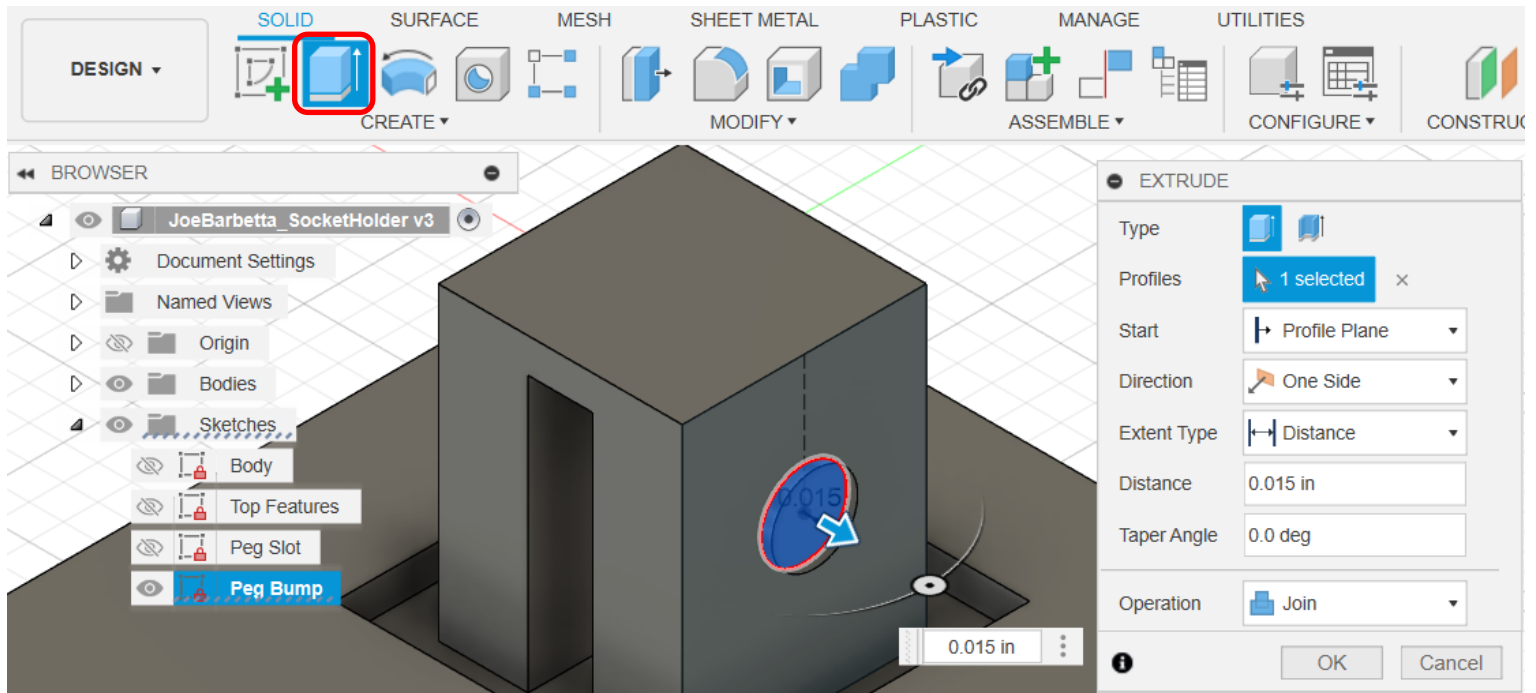 SOLID SURFACE MESH SHEET METAL PLASTIC MANAGE UTILITIES
DESIGN ▾
CREATE ▾ MODIFY ▾ ASSEMBLE ▾ CONFIGURE ▾ CONSTRUC
BROWSER
JoeBarbetta_SocketHolder v3
Document Settings
Named Views
Origin
Bodies
Sketches
Body
Top Features
Peg Slot
Peg Bump
0.015
0.015 in
EXTRUDE
Type
Profiles 1 selected ×
Start Profile Plane
Direction One Side
Extent Type Distance
Distance 0.015 in
Taper Angle 0.0 deg
Operation Join
OK Cancel